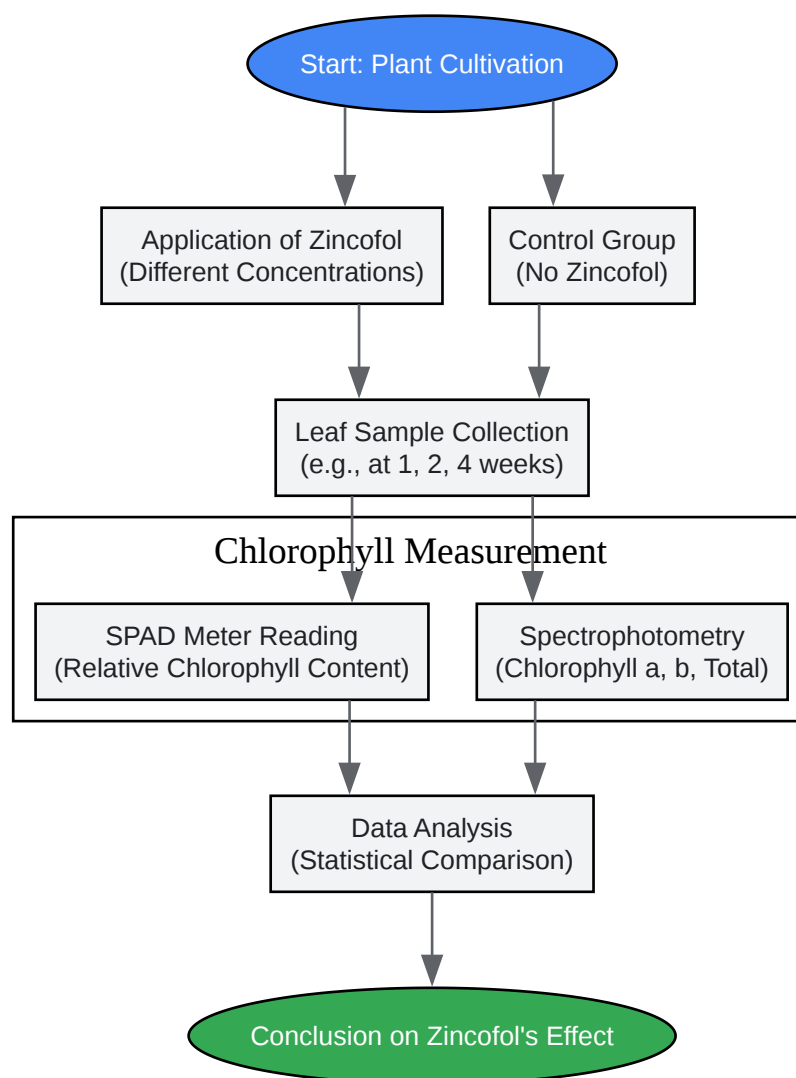 Start: Plant Cultivation
Application of Zincofol
(Different Concentrations)
Control Group
(No Zincofol)
Leaf Sample Collection
(e.g., at 1, 2, 4 weeks)
Chlorophyll Measurement
SPAD Meter Reading
(Relative Chlorophyll Content)
Spectrophotometry
(Chlorophyll a, b, Total)
Data Analysis
(Statistical Comparison)
Conclusion on Zincofol's Effect